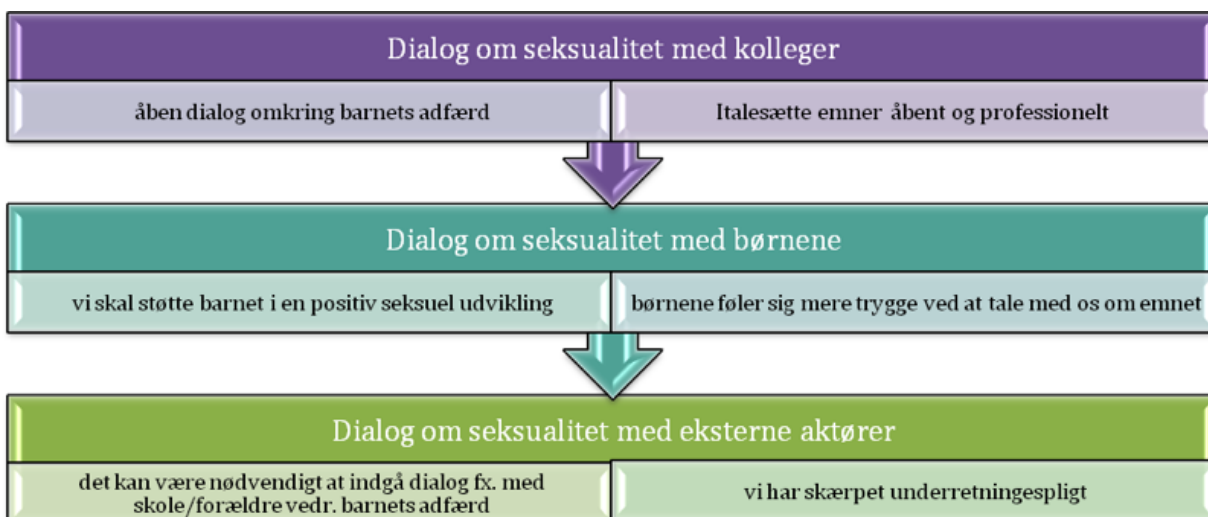 Dialog om seksualitet med kolleger
åben dialog omkring barnets adfærd
Italesætte emner åbent og professionelt
Dialog om seksualitet med børnene
vi skal støtte barnet i en positiv seksuel udvikling
børnene føler sig mere trygge ved at tale med os om emnet
Dialog om seksualitet med eksterne aktører
det kan være nødvendigt at indgå dialog fx. med
skole/forældre vedr. barnets adfærd
vi har skærpet underretningespligt